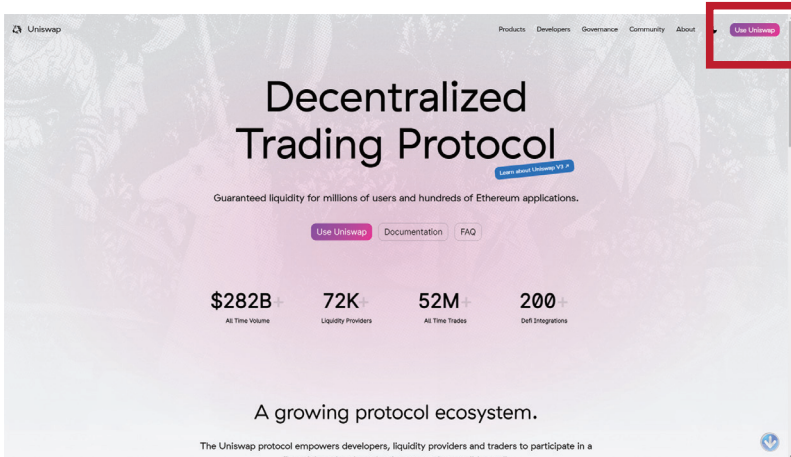 Uniswap
Products Developers Governance Community About
Use Uniswap
Decentralized
Trading Protocol
Learn about Uniswap V3 ↗
Guaranteed liquidity for millions of users and hundreds of Ethereum applications.
Use Uniswap Documentation FAQ
$282B+ 72K+ 52M+ 200+
All Time Volume Liquidity Providers All Time Trades Defi Integrations
A growing protocol ecosystem.
The Uniswap protocol empowers developers, liquidity providers and traders to participate in a